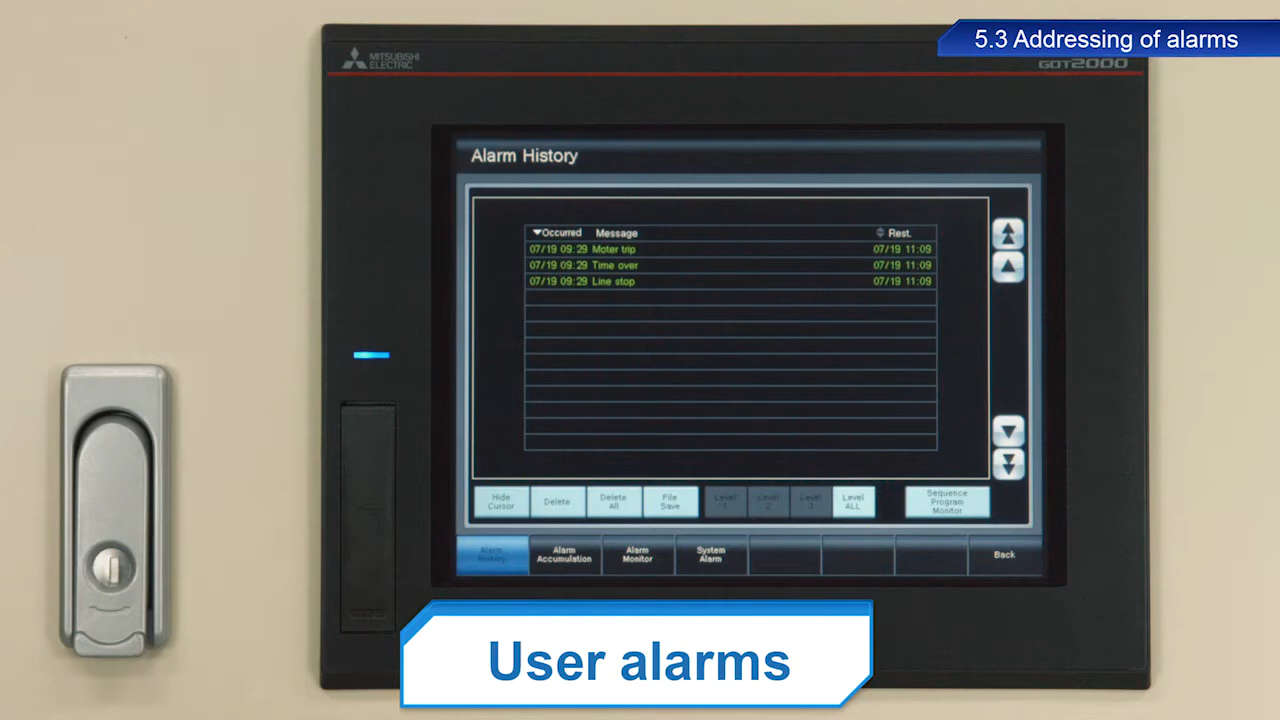 5.3 Addressing of alarms
MITSUBISHI
ELECTRIC
GOT2000
Alarm History
▼Occurred Message Rest.
07/19 09:29 Moter trip 07/19 11:09
07/19 09:29 Time over 07/19 11:09
07/19 09:29 Line stop 07/19 11:09
Hide
Cursor
Delete
Delete
All
File
Save
Level
1
Level
2
Level
3
Level
ALL
Sequence
Program
Monitor
Alarm
History
Alarm
Accumulation
Alarm
Monitor
System
Alarm
Back
User alarms